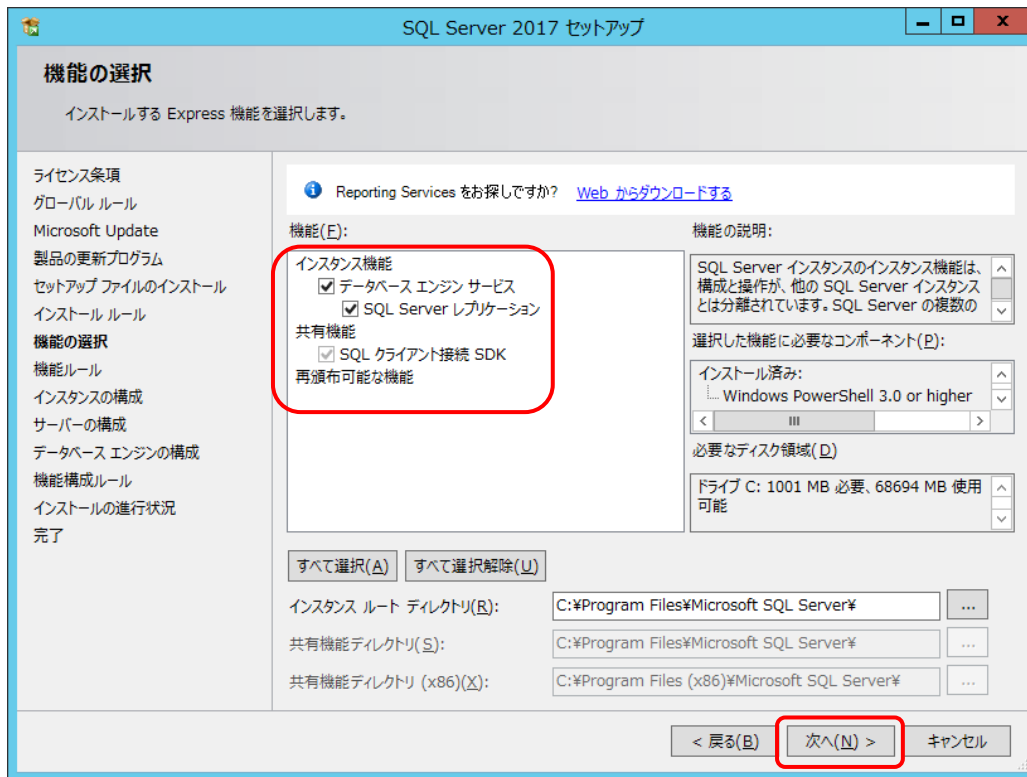 SQL Server 2017 セットアップ
機能の選択
インストールする Express 機能を選択します。
ライセンス条項
グローバル ルール
Microsoft Update
製品の更新プログラム
セットアップ ファイルのインストール
インストール ルール
機能の選択
機能ルール
インスタンスの構成
サーバーの構成
データベース エンジンの構成
機能構成ルール
インストールの進行状況
完了
Reporting Services をお探しですか? Web からダウンロードする
機能(F):
インスタンス機能
データベース エンジン サービス
SQL Server レプリケーション
共有機能
SQL クライアント接続 SDK
再頒布可能な機能
機能の説明:
SQL Server インスタンスのインスタンス機能は、
構成と操作が、他の SQL Server インスタンス
とは分離されています。SQL Server の複数の
選択した機能に必要なコンポーネント(P):
インストール済み:
Windows PowerShell 3.0 or higher
必要なディスク領域(D)
ドライブ C: 1001 MB 必要、68694 MB 使用
可能
すべて選択(A) すべて選択解除(U)
インスタンス ルート ディレクトリ(R): C:¥Program Files¥Microsoft SQL Server¥ ...
共有機能ディレクトリ(S): C:¥Program Files¥Microsoft SQL Server¥ ...
共有機能ディレクトリ (x86)(X): C:¥Program Files (x86)¥Microsoft SQL Server¥ ...
< 戻る(B) 次へ(N) > キャンセル